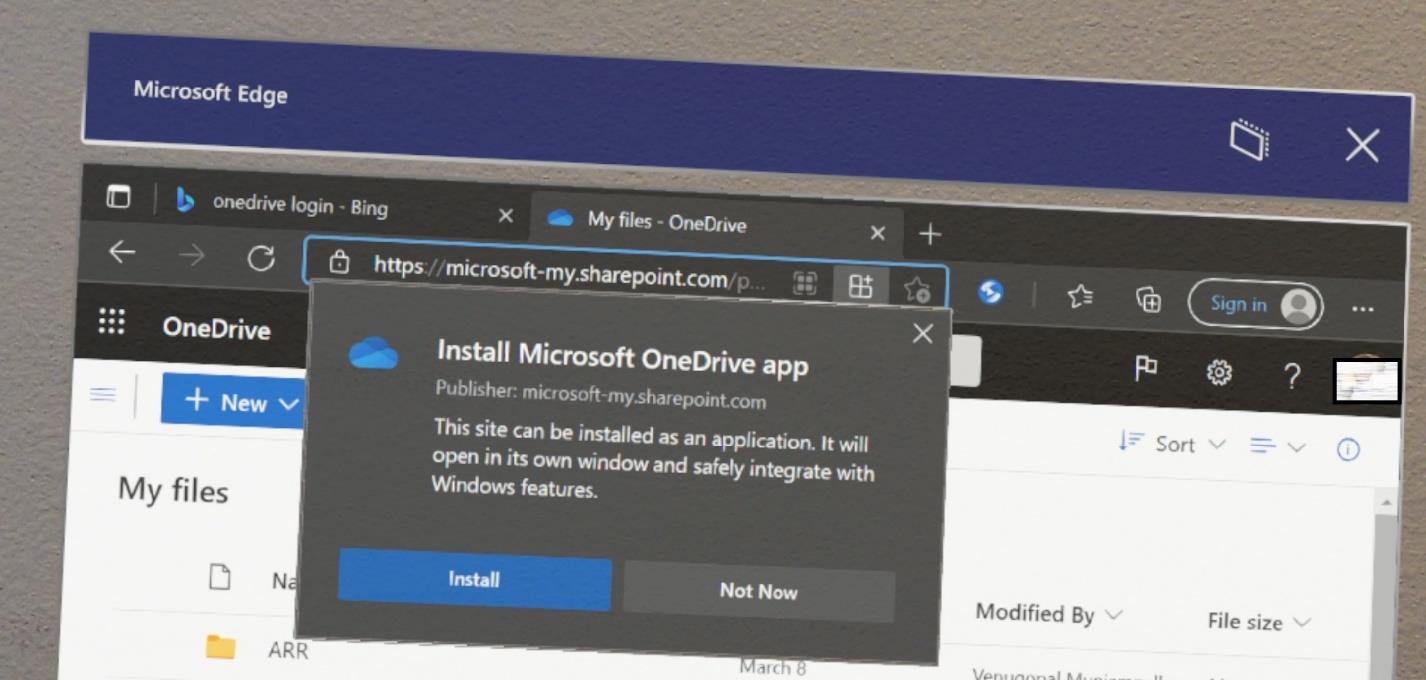 Microsoft Edge
onedrive login - Bing
My files - OneDrive
https://microsoft-my.sharepoint.com/p...
Sign in
OneDrive
Install Microsoft OneDrive app
Publisher: microsoft-my.sharepoint.com
This site can be installed as an application. It will
open in its own window and safely integrate with
Windows features.
Install
Not Now
+ New
Sort
My files
Na
Modified By
File size
ARR
March 8
Venugopal